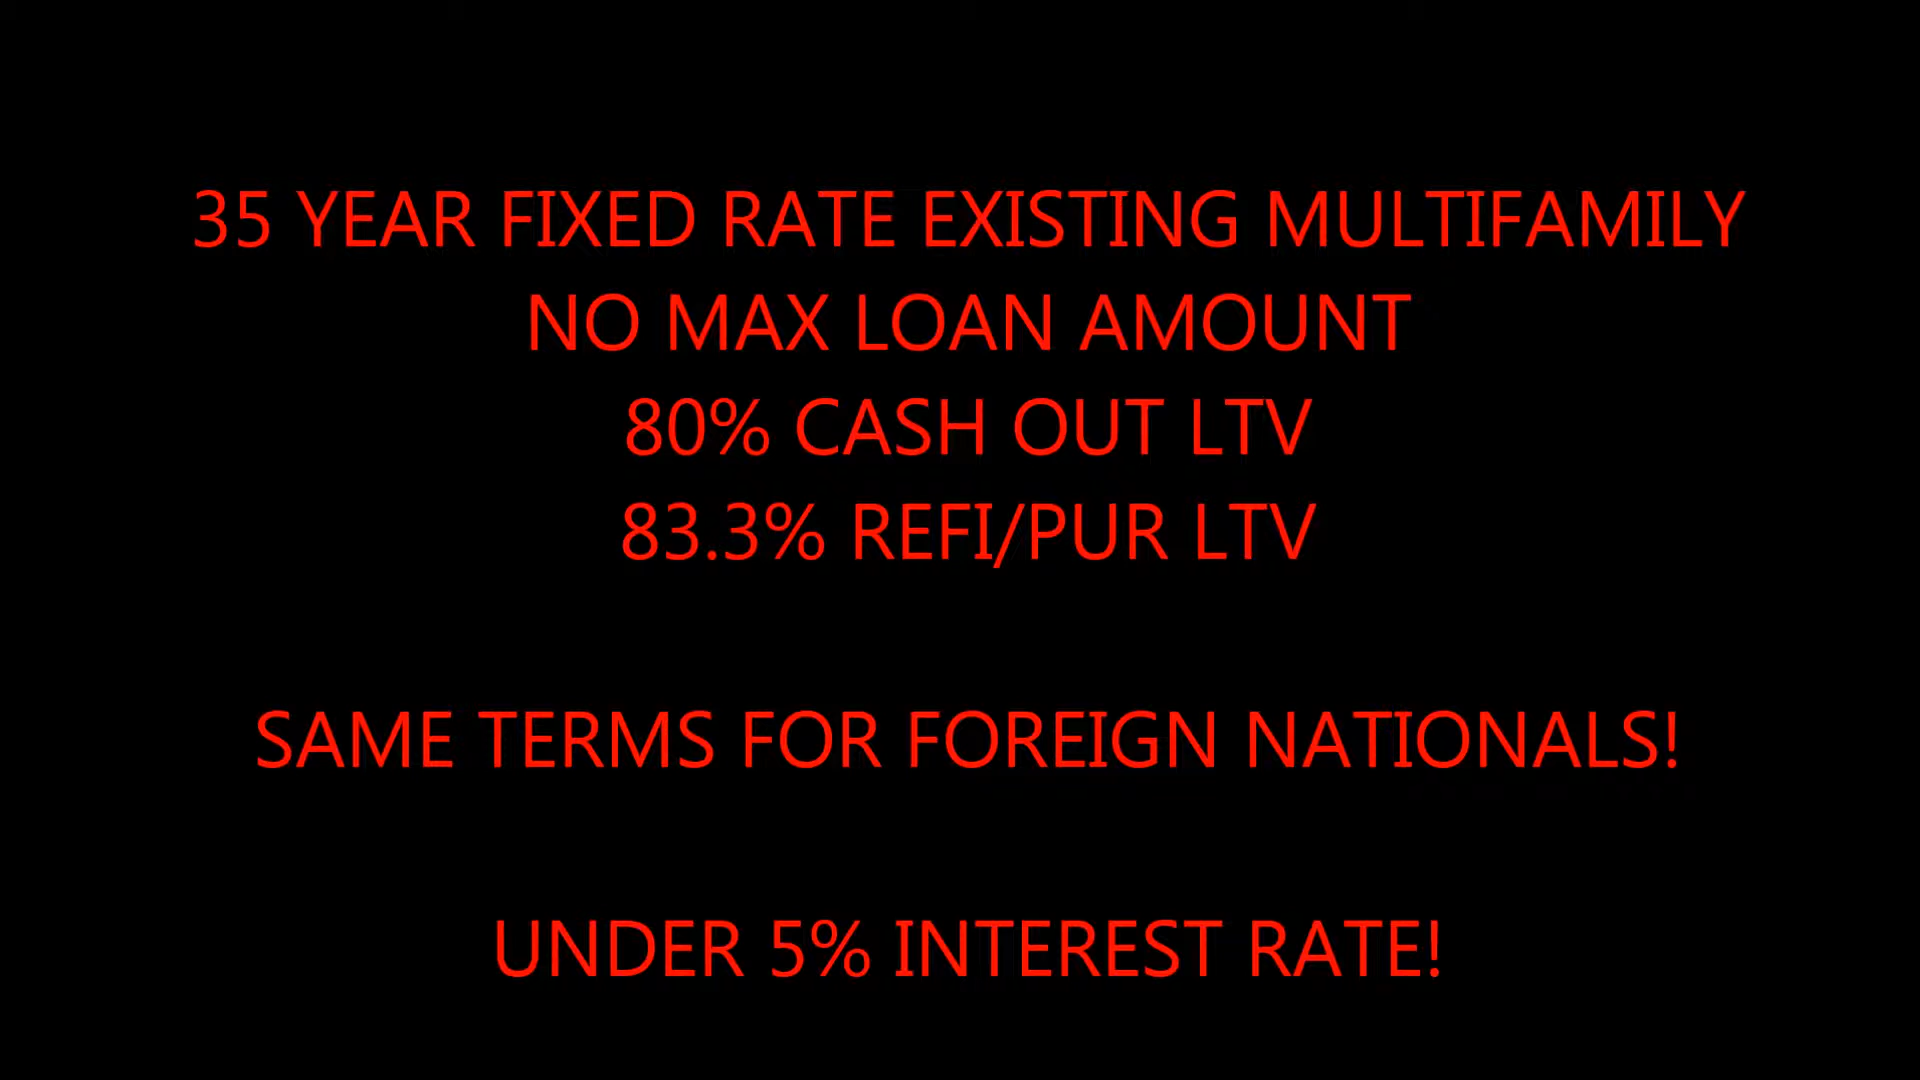 35 YEAR FIXED RATE EXISTING MULTIFAMILY
NO MAX LOAN AMOUNT
80% CASH OUT LTV
83.3% REFI/PUR LTV
SAME TERMS FOR FOREIGN NATIONALS!
UNDER 5% INTEREST RATE!